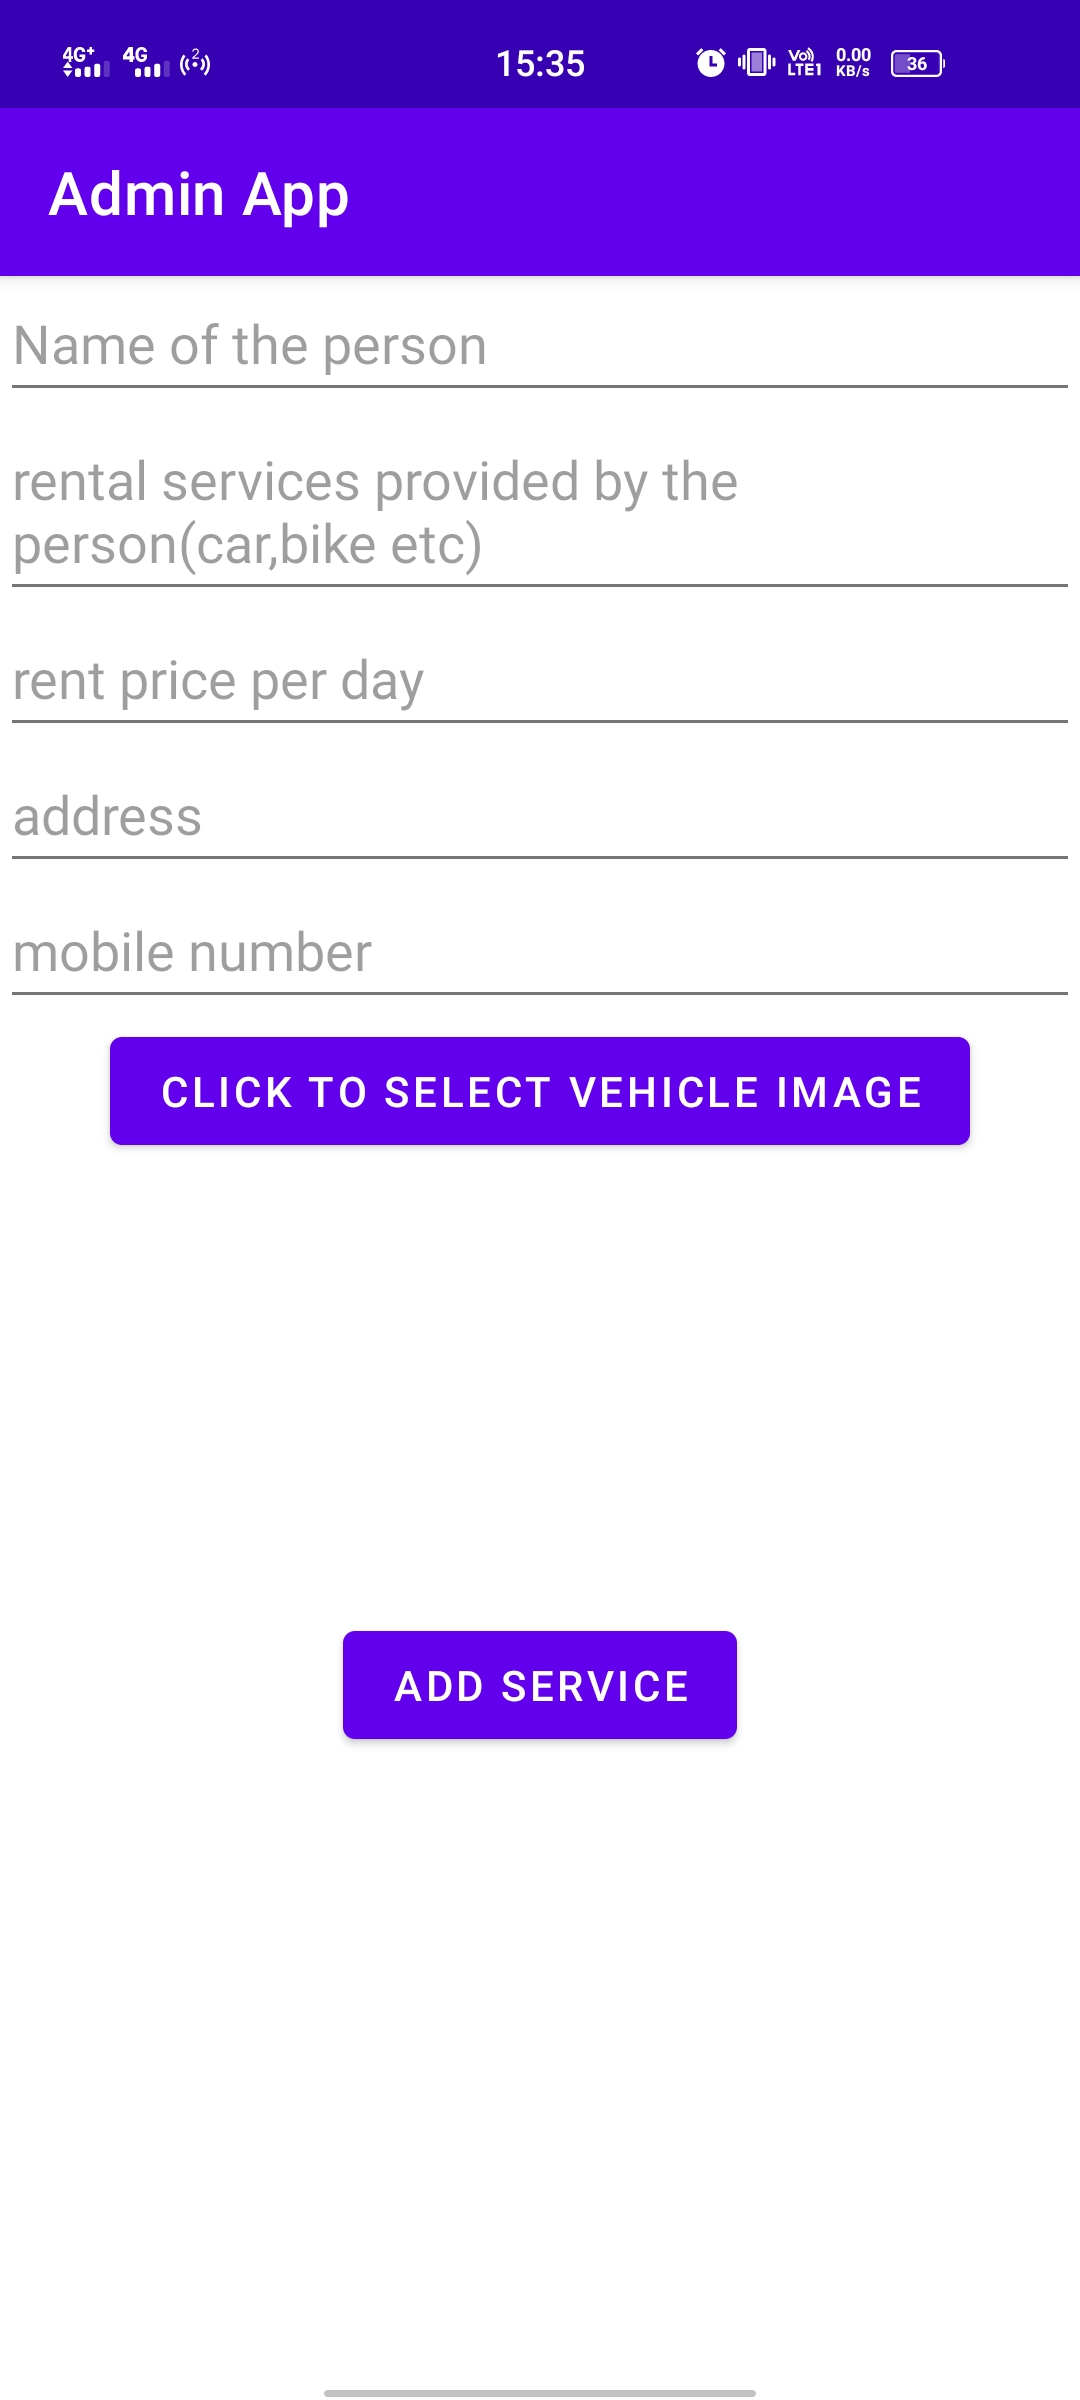 4G+ 4G 2 15:35 Vo)) LTE1 0.00 KB/s 36
Admin App
Name of the person
rental services provided by the
person(car,bike etc)
rent price per day
address
mobile number
CLICK TO SELECT VEHICLE IMAGE
ADD SERVICE